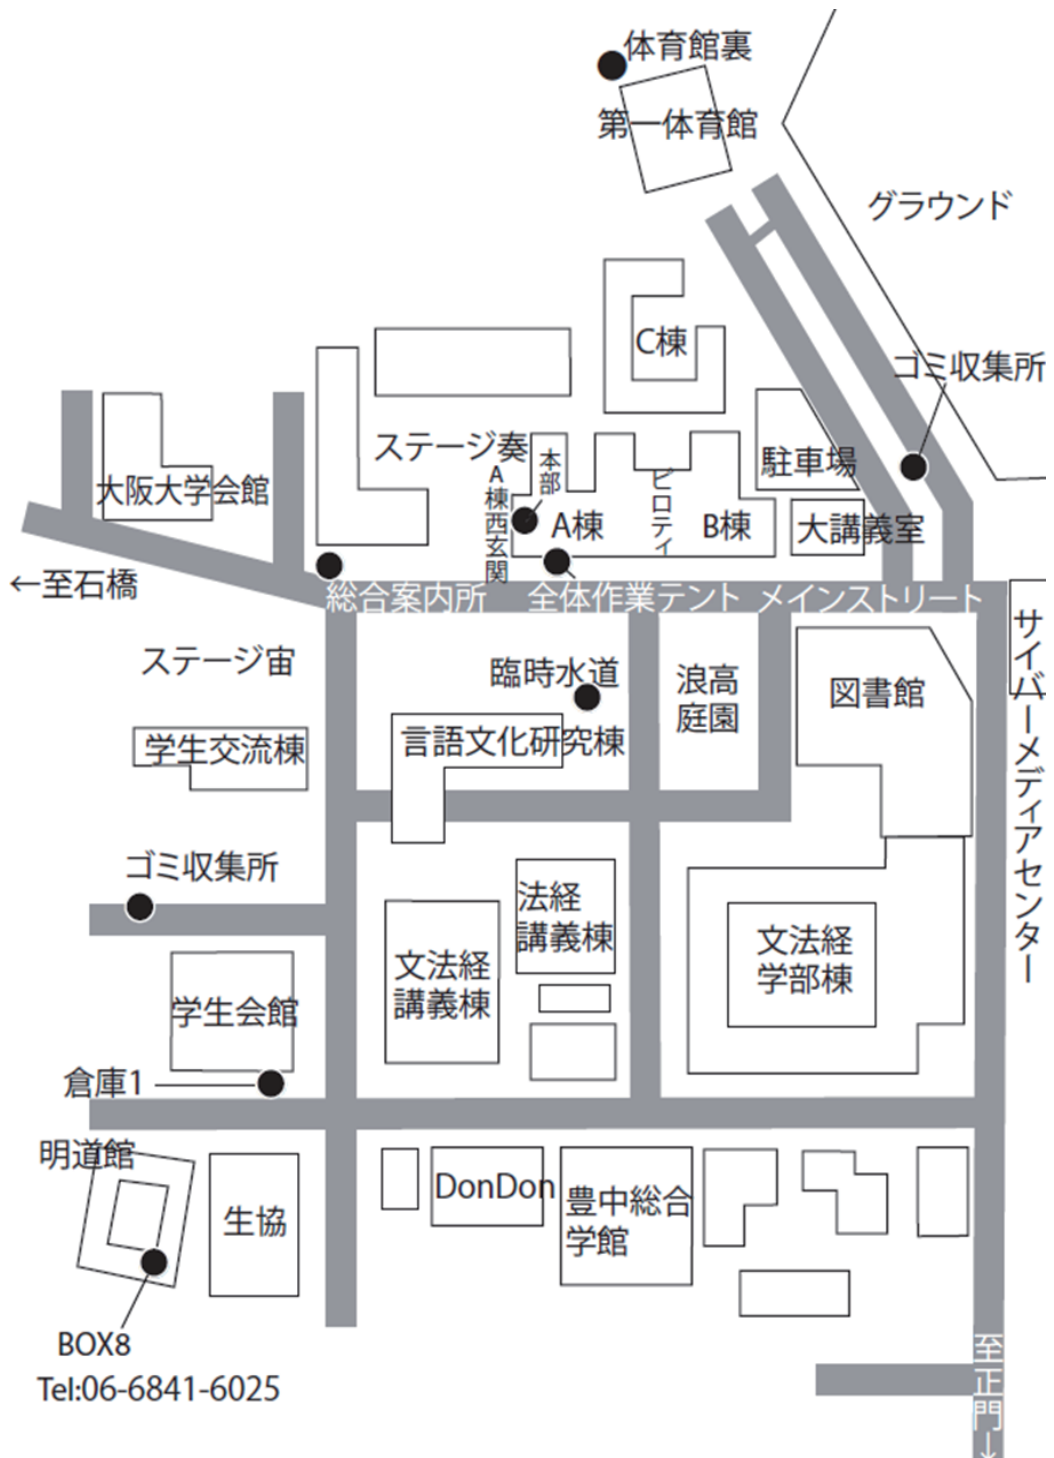 体育館裏
第一体育館
グラウンド
C棟
ゴミ収集所
ステージ奏
本部
A棟西玄関
A棟
ピロティ
B棟
駐車場
大講義室
大阪大学会館
←至石橋
総合案内所
全体作業テント
メインストリート
サイバーメディアセンター
ステージ宙
臨時水道
浪高
庭園
図書館
学生交流棟
言語文化研究棟
ゴミ収集所
法経
講義棟
文法経
講義棟
文法経
学部棟
学生会館
倉庫1
明道館
生協
DonDon
豊中総合
学館
BOX8
Tel:06-6841-6025
至正門→